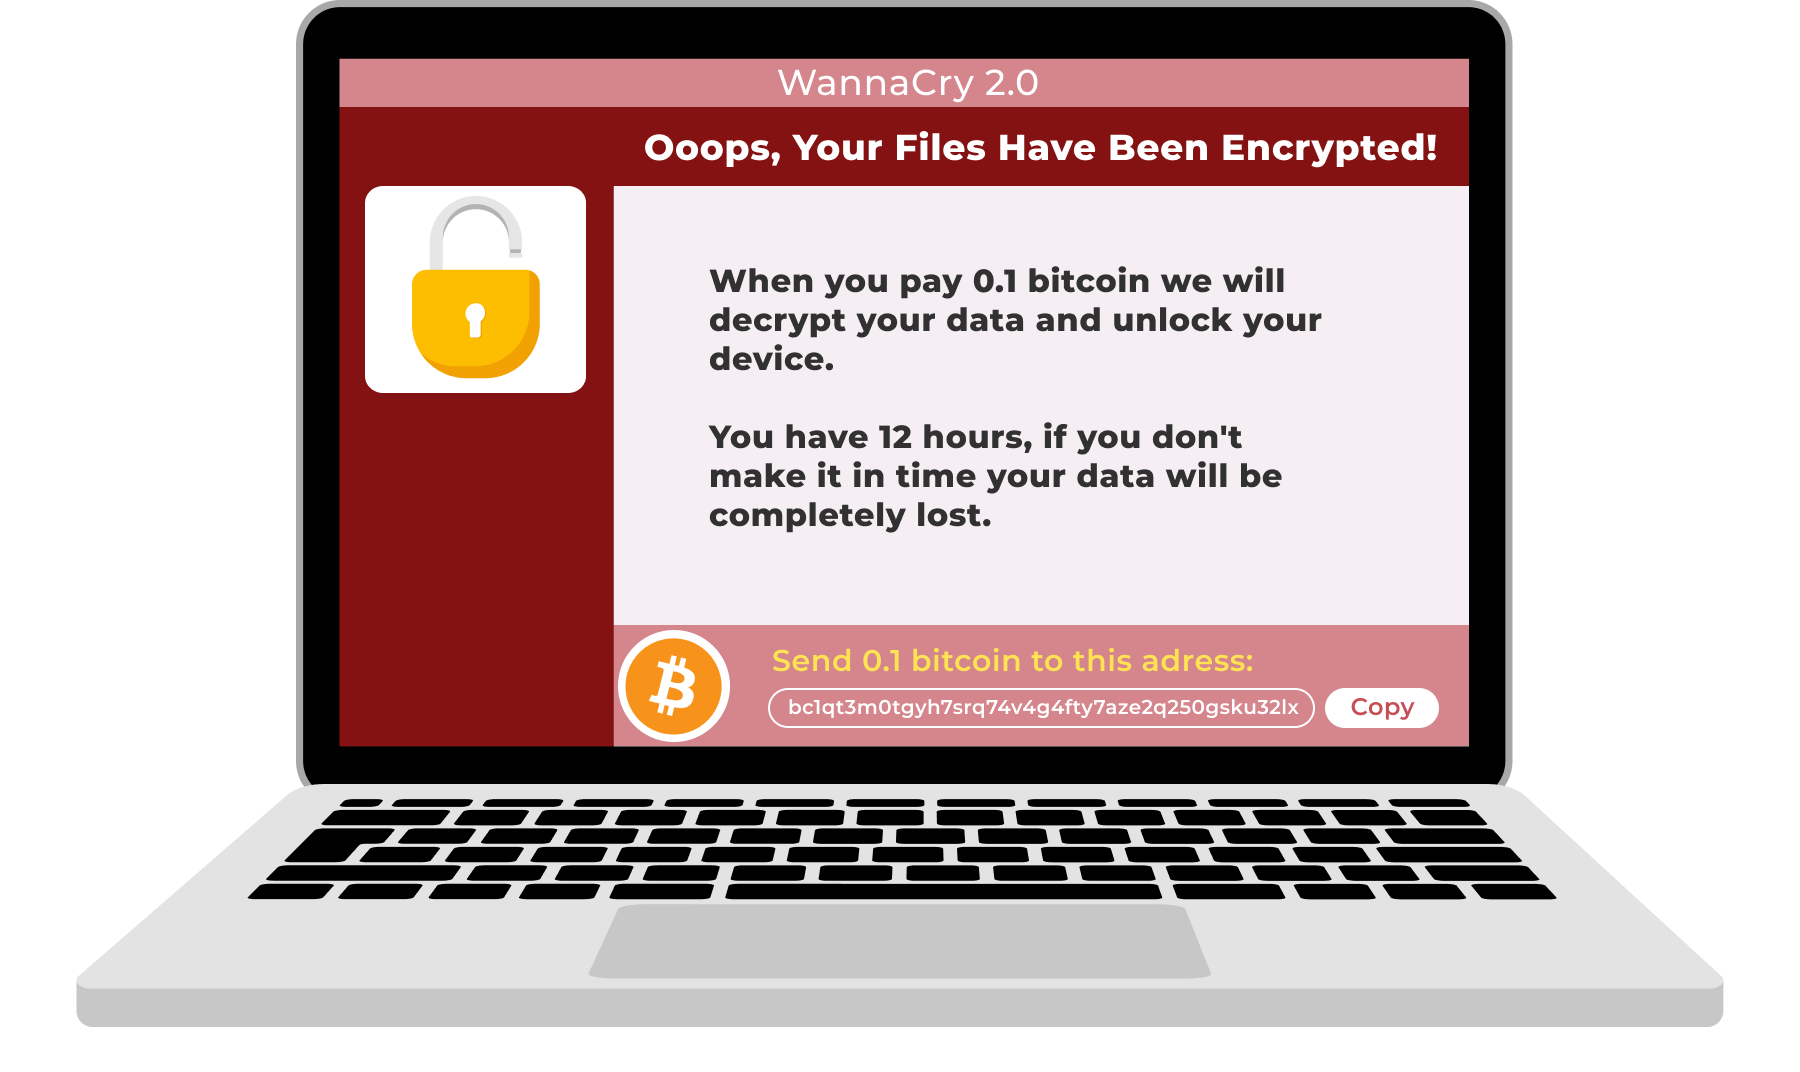 WannaCry 2.0
Ooops, Your Files Have Been Encrypted!
When you pay 0.1 bitcoin we will
decrypt your data and unlock your
device.
You have 12 hours, if you don't
make it in time your data will be
completely lost.
Send 0.1 bitcoin to this adress:
bc1qt3m0tgyh7srq74v4g4fty7aze2q250gsku32lx
Copy